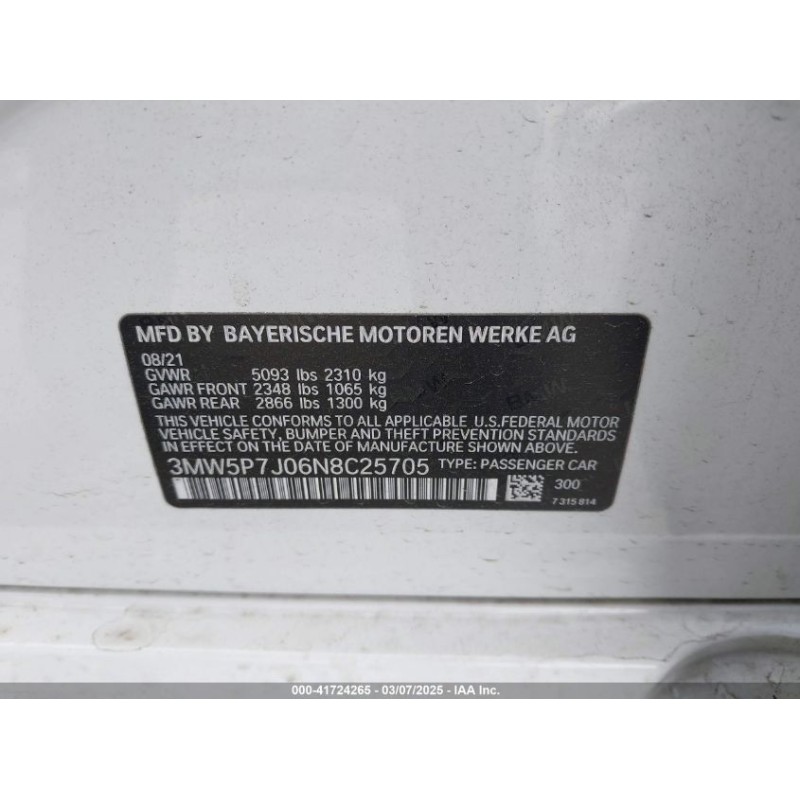 MFD BY BAYERISCHE MOTOREN WERKE AG
08/21
GVWR 5093 lbs 2310 kg
GAWR FRONT 2348 lbs 1065 kg
GAWR REAR 2866 lbs 1300 kg
THIS VEHICLE CONFORMS TO ALL APPLICABLE U.S.FEDERAL MOTOR
VEHICLE SAFETY, BUMPER AND THEFT PREVENTION STANDARDS
IN EFFECT ON THE DATE OF MANUFACTURE SHOWN ABOVE.
3MW5P7J06N8C25705 TYPE: PASSENGER CAR
300
7 315 814
000-41724265 - 03/07/2025 - IAA Inc.